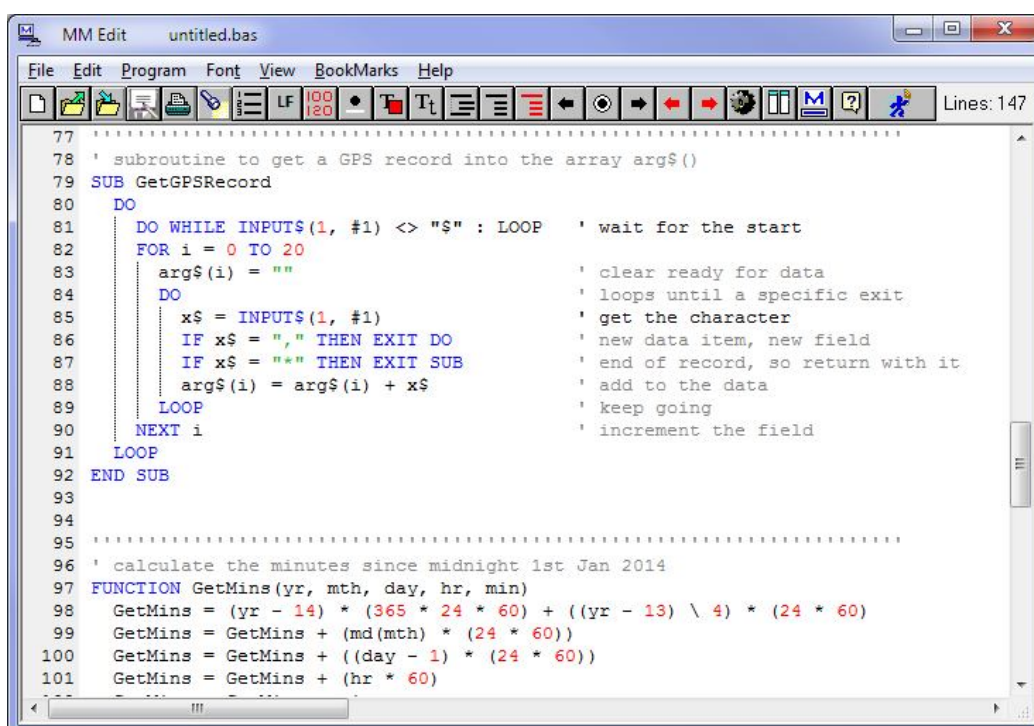 MM Edit untitled.bas
File Edit Program Font View BookMarks Help
LF 100 120 T Tt M ? Lines: 147
77 ''''''''''''''''''''''''''''''''''''''''''''''''''''''''''''''''''''''''
78 ' subroutine to get a GPS record into the array arg$()
79 SUB GetGPSRecord
80 DO
81 DO WHILE INPUT$(1, #1) <> "$" : LOOP ' wait for the start
82 FOR i = 0 TO 20
83 arg$(i) = "" ' clear ready for data
84 DO ' loops until a specific exit
85 x$ = INPUT$(1, #1) ' get the character
86 IF x$ = "," THEN EXIT DO ' new data item, new field
87 IF x$ = "*" THEN EXIT SUB ' end of record, so return with it
88 arg$(i) = arg$(i) + x$ ' add to the data
89 LOOP ' keep going
90 NEXT i ' increment the field
91 LOOP
92 END SUB
93
94
95 ''''''''''''''''''''''''''''''''''''''''''''''''''''''''''''''''''''''''
96 ' calculate the minutes since midnight 1st Jan 2014
97 FUNCTION GetMins(yr, mth, day, hr, min)
98 GetMins = (yr - 14) * (365 * 24 * 60) + ((yr - 13) \ 4) * (24 * 60)
99 GetMins = GetMins + (md(mth) * (24 * 60))
100 GetMins = GetMins + ((day - 1) * (24 * 60))
101 GetMins = GetMins + (hr * 60)